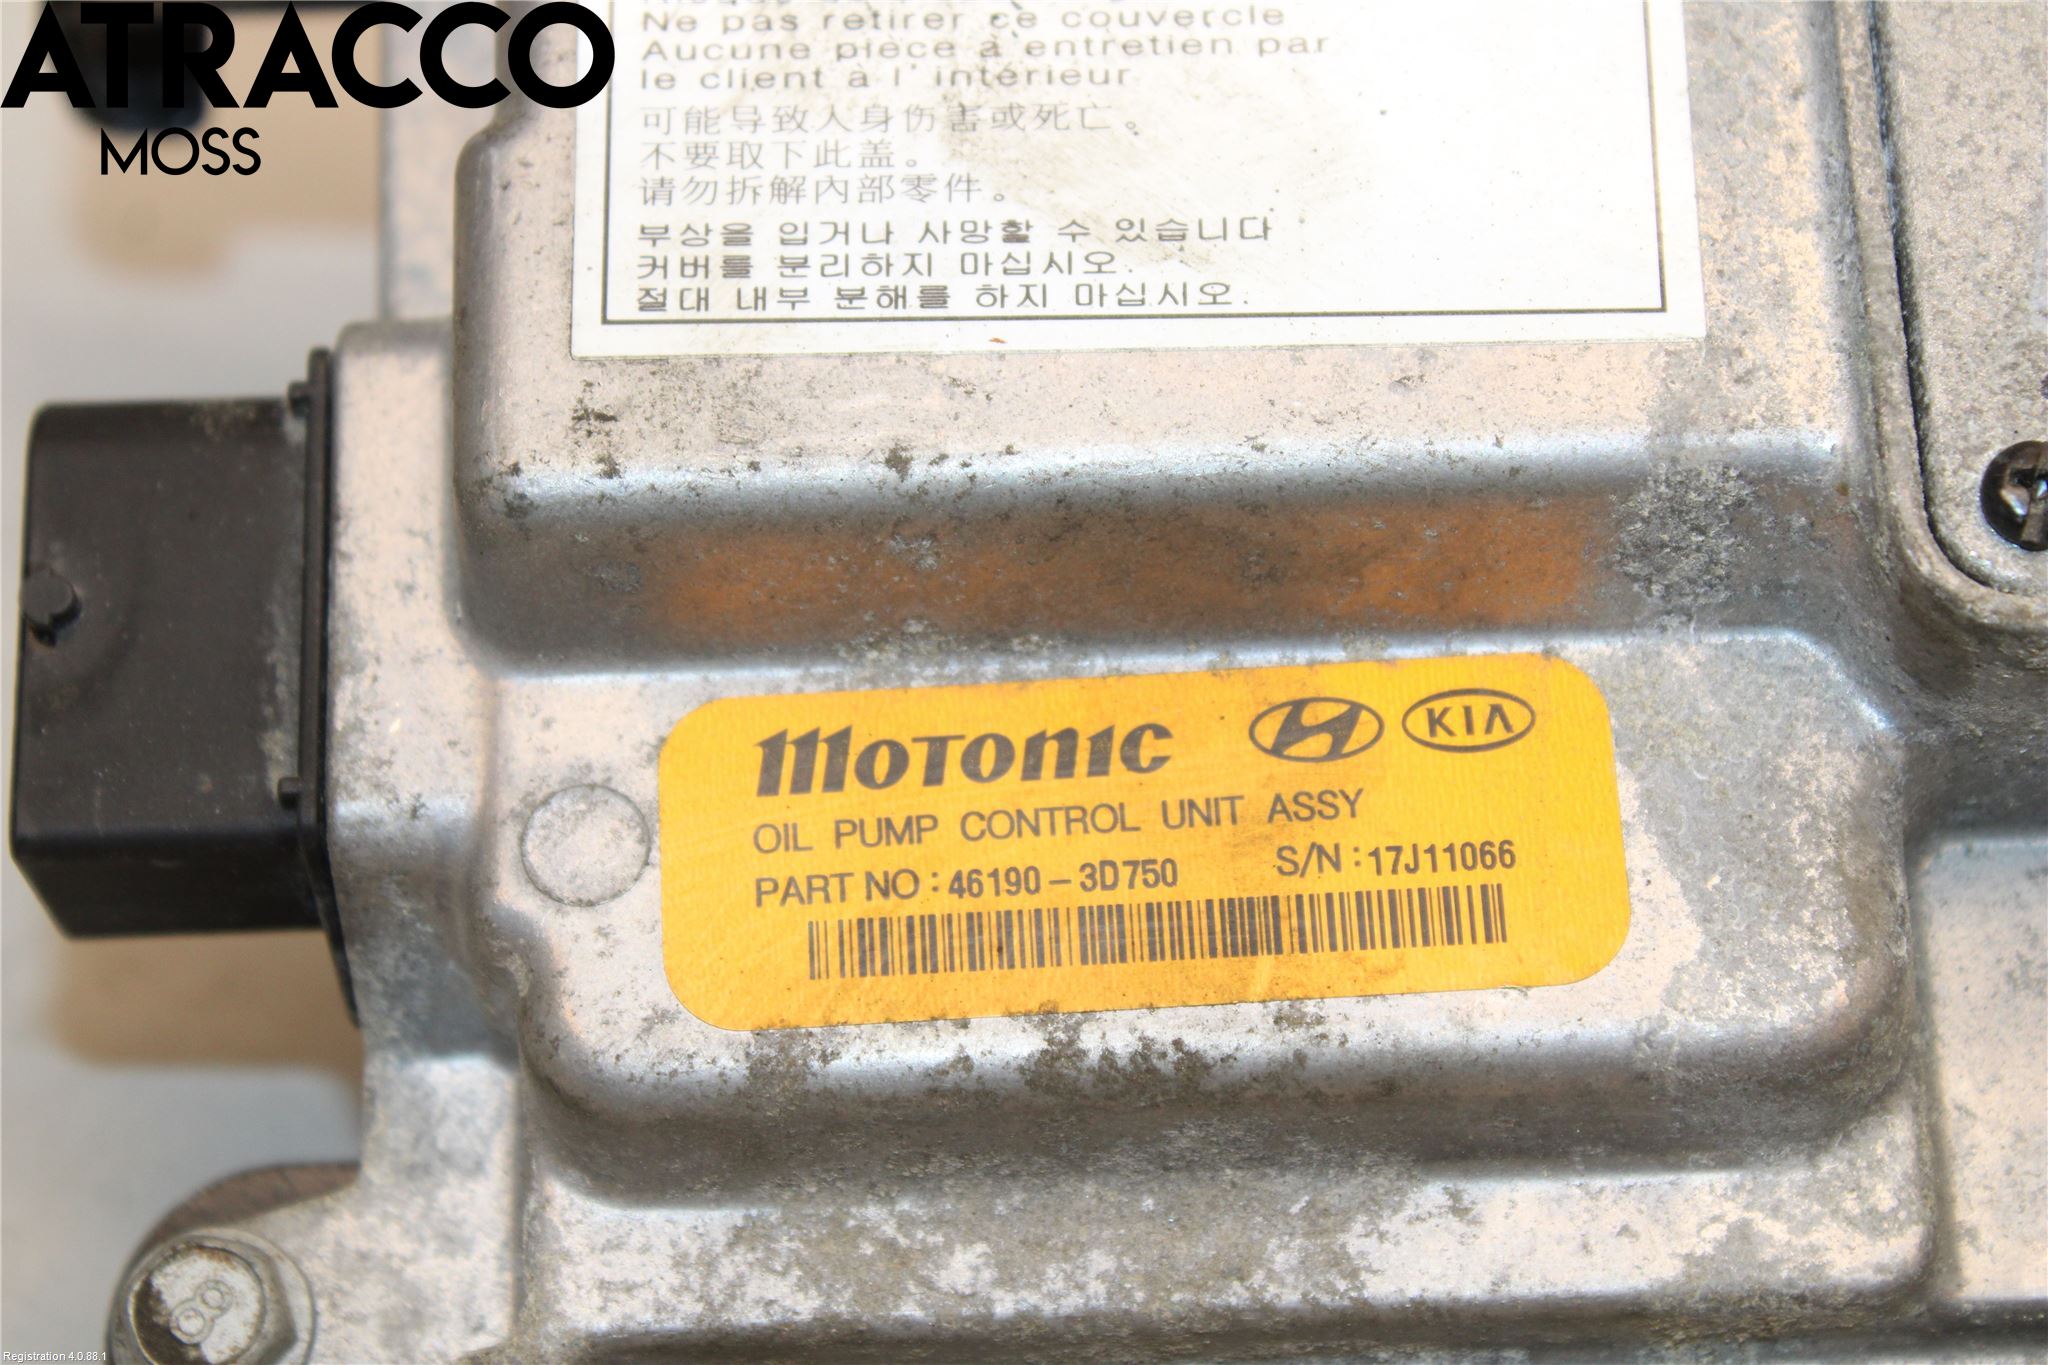 ATRACCO
MOSS
Ne pas retirer ce couvercle
Aucune pièce à entretien par
le client à l'intérieur
可能导致人身伤害或死亡。
不要取下此盖。
请勿拆解内部零件。
부상을 입거나 사망할 수 있습니다
커버를 분리하지 마십시오.
절대 내부 분해를 하지 마십시오.
MOTONIC KIA
OIL PUMP CONTROL UNIT ASSY
PART NO : 46190 - 3D750 S/N : 17J11066
8
Registration 4.0.88.1